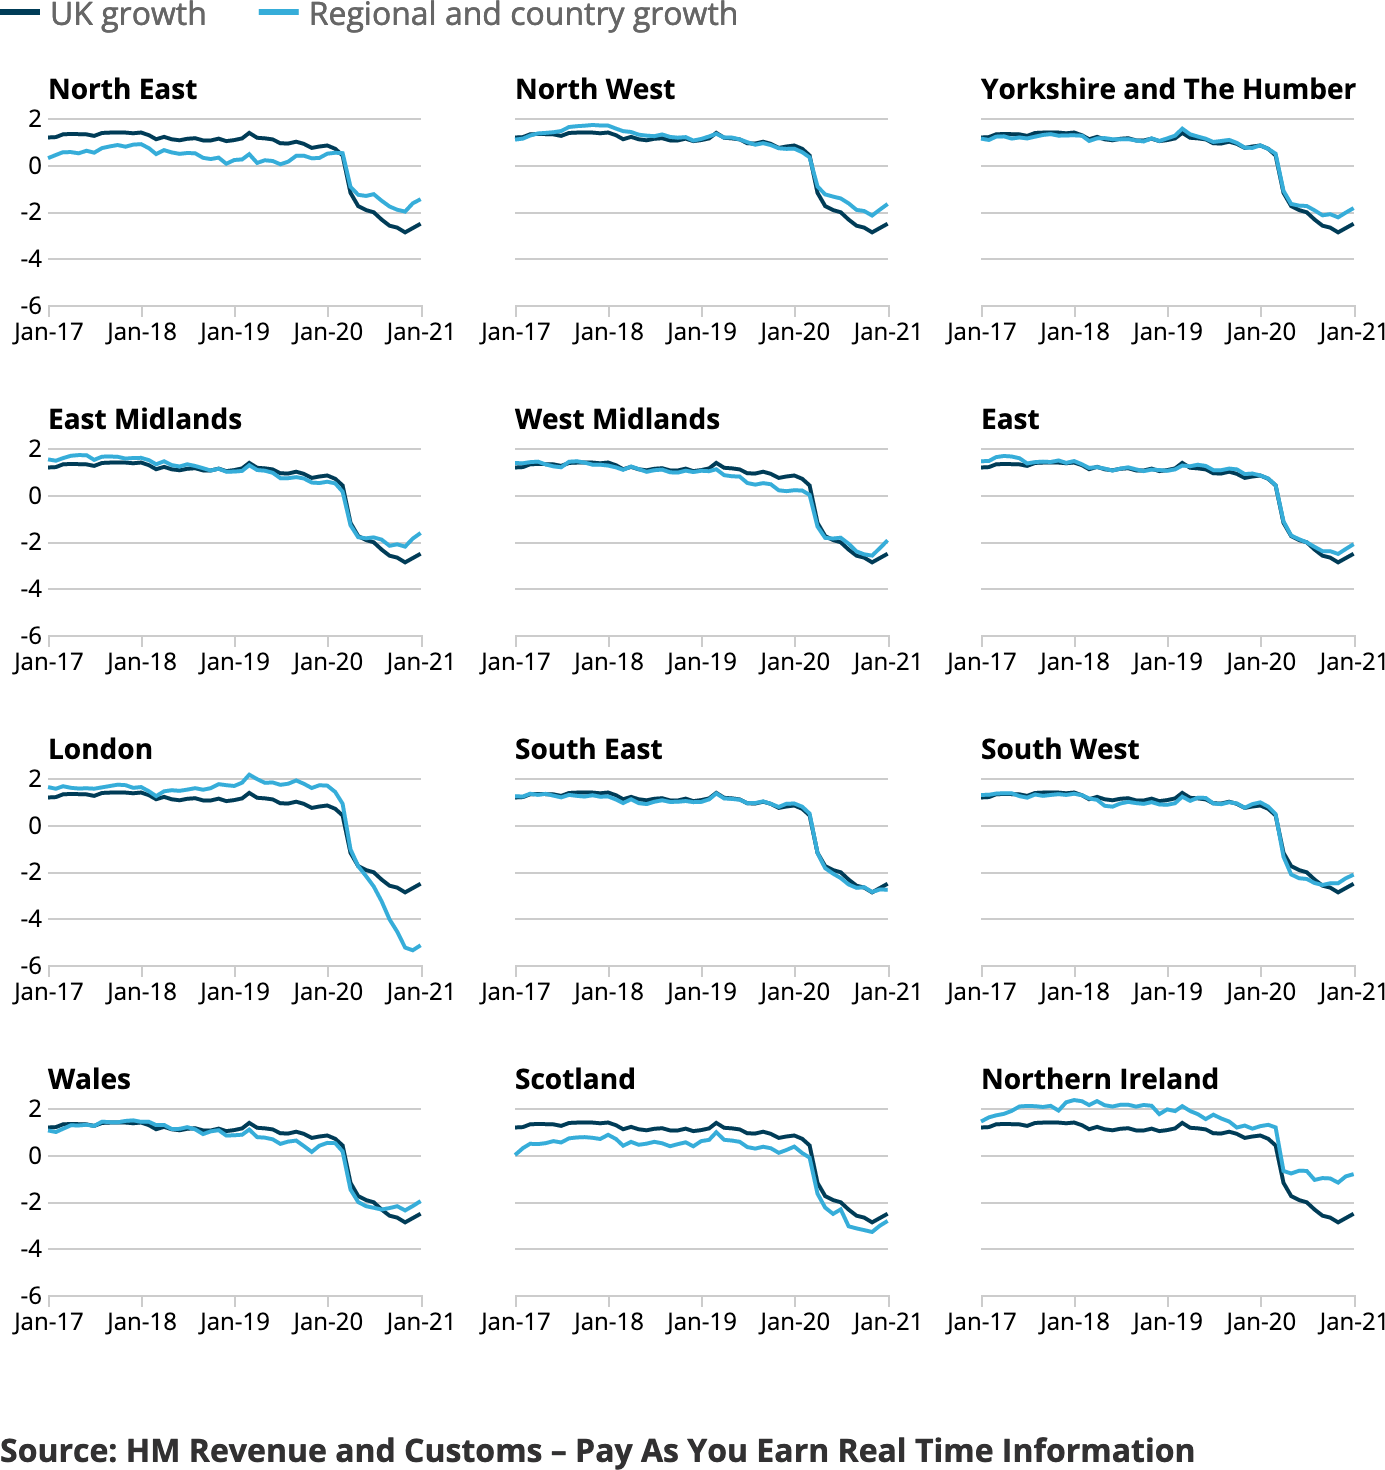 UK growth Regional and country growth
North East North West Yorkshire and The Humber
2
0
-2
-4
-6
Jan-17 Jan-18 Jan-19 Jan-20 Jan-21 Jan-17 Jan-18 Jan-19 Jan-20 Jan-21 Jan-17 Jan-18 Jan-19 Jan-20 Jan-21
East Midlands West Midlands East
2
0
-2
-4
-6
Jan-17 Jan-18 Jan-19 Jan-20 Jan-21 Jan-17 Jan-18 Jan-19 Jan-20 Jan-21 Jan-17 Jan-18 Jan-19 Jan-20 Jan-21
London South East South West
2
0
-2
-4
-6
Jan-17 Jan-18 Jan-19 Jan-20 Jan-21 Jan-17 Jan-18 Jan-19 Jan-20 Jan-21 Jan-17 Jan-18 Jan-19 Jan-20 Jan-21
Wales Scotland Northern Ireland
2
0
-2
-4
-6
Jan-17 Jan-18 Jan-19 Jan-20 Jan-21 Jan-17 Jan-18 Jan-19 Jan-20 Jan-21 Jan-17 Jan-18 Jan-19 Jan-20 Jan-21
Source: HM Revenue and Customs – Pay As You Earn Real Time Information